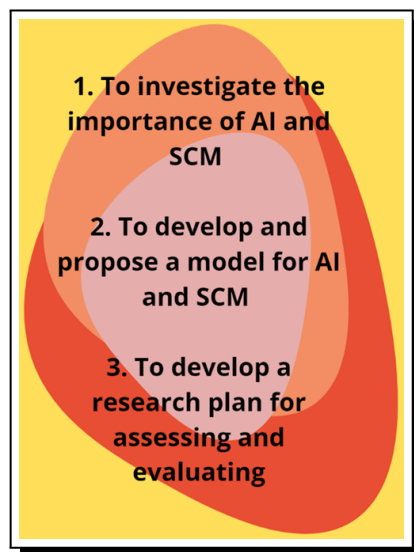 1. To investigate the
importance of AI and
SCM
2. To develop and
propose a model for AI
and SCM
3. To develop a
research plan for
assessing and
evaluating